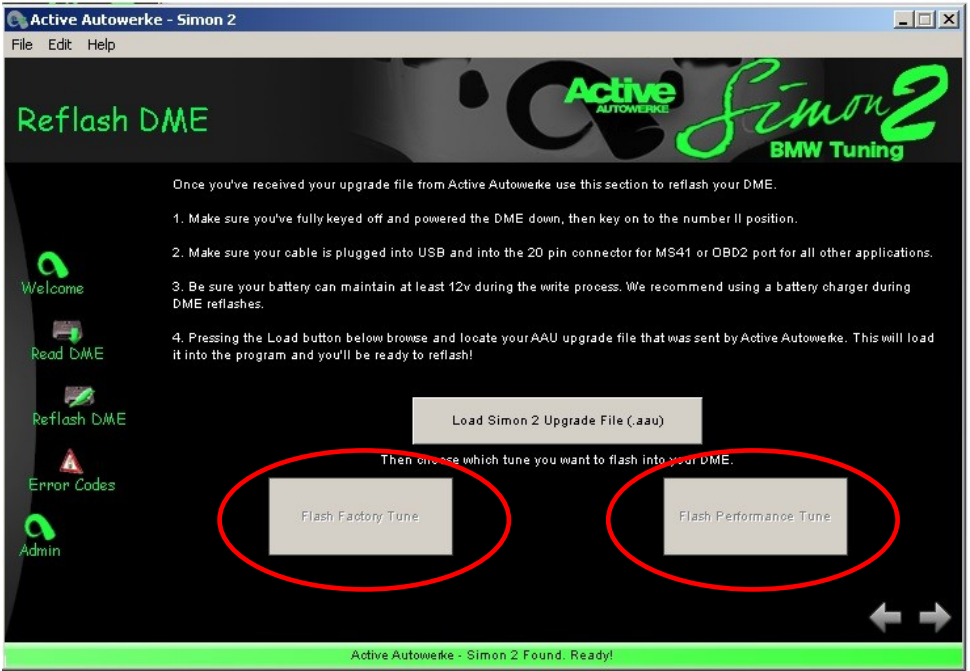 Active Autowerke - Simon 2
File Edit Help
Reflash DME
Active
AUTOWERKE
Simon 2
BMW Tuning
Once you've received your upgrade file from Active Autowerke use this section to reflash your DME.
1. Make sure you've fully keyed off and powered the DME down, then key on to the number II position.
2. Make sure your cable is plugged into USB and into the 20 pin connector for MS41 or OBD2 port for all other applications.
3. Be sure your battery can maintain at least 12v during the write process. We recommend using a battery charger during
DME reflashes.
4. Pressing the Load button below browse and locate your AAU upgrade file that was sent by Active Autowerke. This will load
it into the program and you'll be ready to reflash!
Welcome
Read DME
Reflash DME
Error Codes
Admin
Load Simon 2 Upgrade File (.aau)
Then choose which tune you want to flash into your DME.
Flash Factory Tune
Flash Performance Tune
Active Autowerke - Simon 2 Found. Ready!